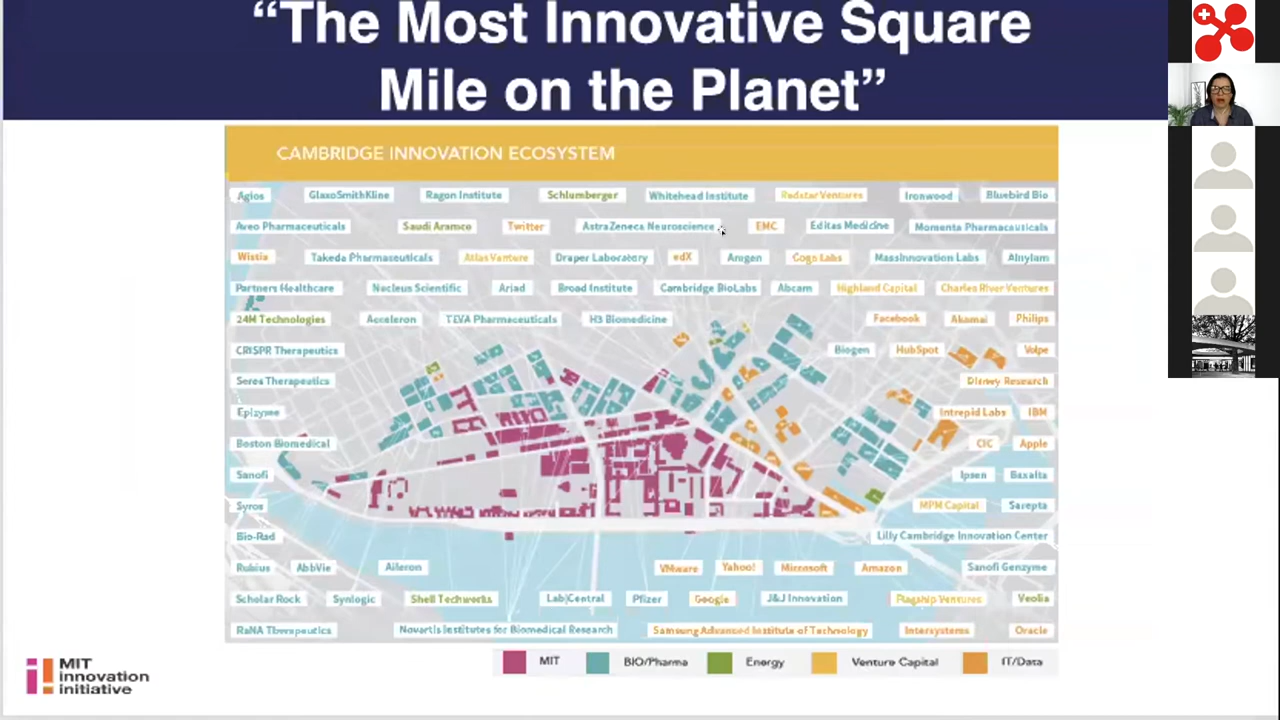 “The Most Innovative Square
Mile on the Planet”
CAMBRIDGE INNOVATION ECOSYSTEM
Agios GlaxoSmithKline Ragon Institute Schlumberger Whitehead Institute Redstar Ventures Ironwood Bluebird Bio
Aveo Pharmaceuticals Saudi Aramco Twitter AstraZeneca Neuroscience EMC Editas Medicine Momenta Pharmacauticals
Wistia Takeda Pharmaceuticals Atlas Venture Draper Laboratory edX Amgen Cogo Labs MassInnovation Labs Alnylam
Partners Healthcare Nucleus Scientific Ariad Broad Institute Cambridge BioLabs Abcam Highland Capital Charles River Ventures
24M Technologies Acceleron TEVA Pharmaceuticals H3 Biomedicine Facebook Akamai Philips
CRISPR Therapeutics Biogen HubSpot Volpe
Seres Therapeutics Disney Research
Epizyme Intrepid Labs IBM
Boston Biomedical CIC Apple
Sanofi Ipsen Baxalta
Syros MPM Capital Sarepta
Bio-Rad Lilly Cambridge Innovation Center
Rubius AbbVie Aileron VMware Yahoo! Microsoft Amazon Sanofi Genzyme
Scholar Rock Synlogic Shell Techworks Lab|Central Pfizer Google J&J Innovation Flagship Ventures Veolia
RaNA Therapeutics Novartis Institutes for Biomedical Research Samsung Advanced Institute of Technology Intersystems Oracle
MIT BIO/Pharma Energy Venture Capital IT/Data
MIT
innovation
initiative